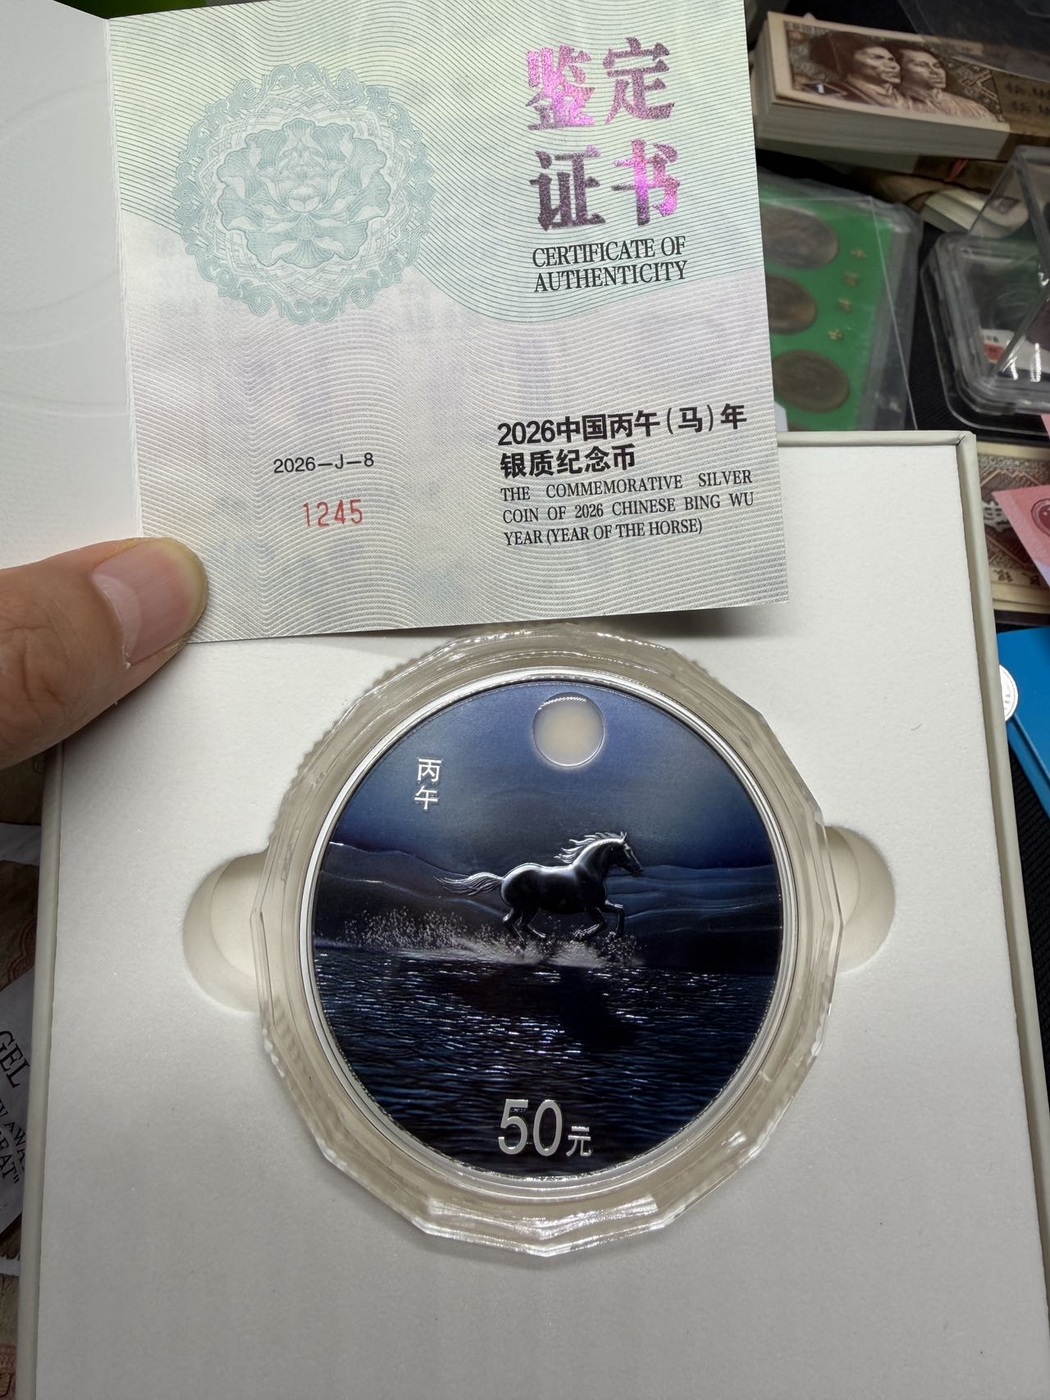 鉴定
证书
CERTIFICATE OF
AUTHENTICITY
2026中国丙午(马)年
银质纪念币
THE COMMEMORATIVE SILVER
COIN OF 2026 CHINESE BING WU
YEAR (YEAR OF THE HORSE)
2026-J-8
1245
丙
午
50元
GEL